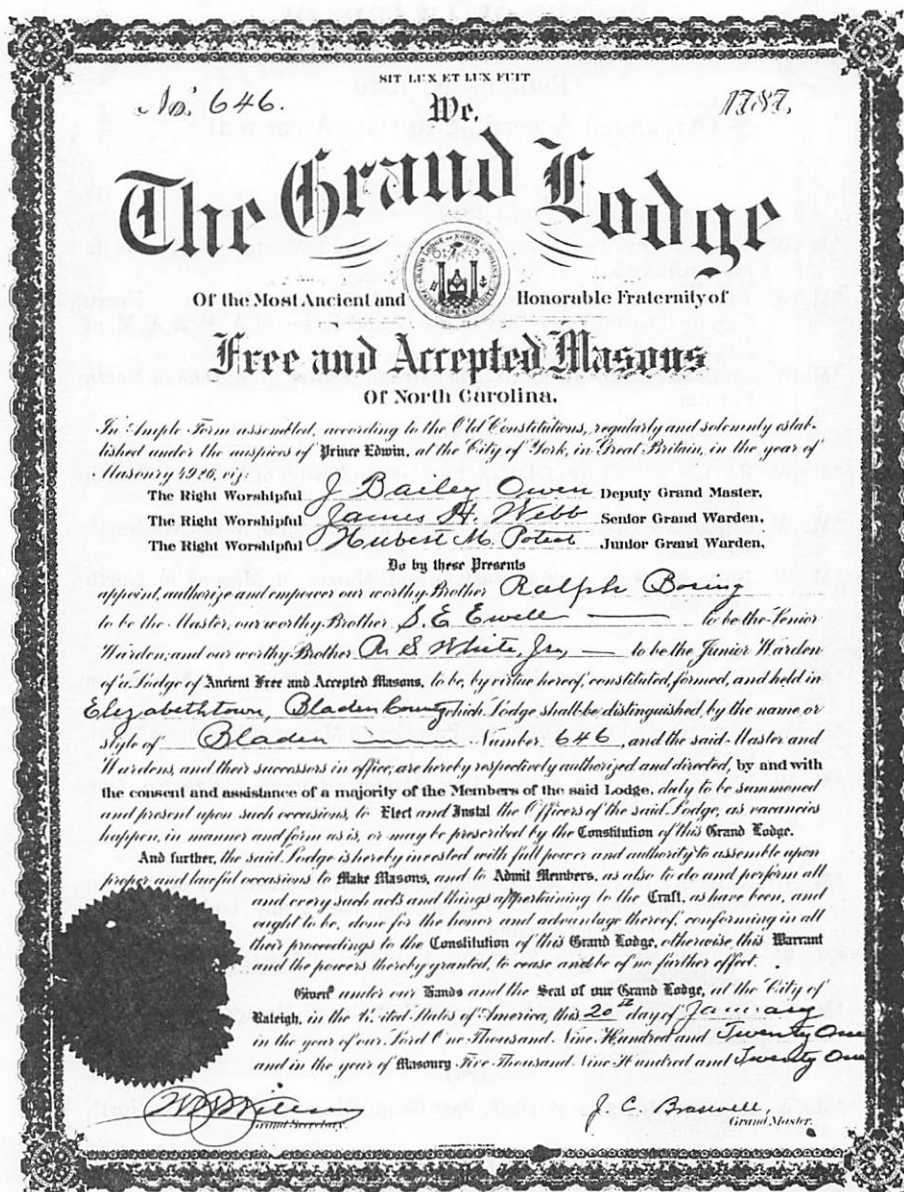 SIT LUX ET LUX FUIT
No. 646.
1787.
We,
The Grand Lodge
GRAND LODGE OF NORTH CAROLINA
HOPE & CHARITY
Of the Most Ancient and Honorable Fraternity of
Free and Accepted Masons
Of North Carolina.
In Ample Form assembled, according to the Old Constitutions, regularly and solemnly estab-
lished under the auspices of Prince Edwin, at the City of York, in Great Britain, in the year of
Masonry 4926, viz
The Right Worshipful J Bailey Owen Deputy Grand Master.
The Right Worshipful James H. Webb Senior Grand Warden.
The Right Worshipful Hubert M. Poteat Junior Grand Warden.
Do by these Presents
appoint, authorize and empower our worthy Brother Ralph
to be the Master, our worthy Brother S. E Ewell to be the Senior
Warden; and our worthy Brother R S White, Jr, to be the Junior Warden
of a Lodge of Ancient Free and Accepted Masons, to be, by virtue hereof, constituted, formed, and held in
Elizabethtown, Bladen County which Lodge shall be distinguished by the name or
style of Bladen Number 646, and the said Master and
Wardens, and their successors in office, are hereby respectively authorized and directed, by and with
the consent and assistance of a majority of the Members of the said Lodge, duly to be summoned
and present upon such occasions, to Elect and Instal the Officers of the said Lodge, as vacancies
happen, in manner and form as is, or may be prescribed by the Constitution of this Grand Lodge.
And further, the said Lodge is hereby invested with full power and authority to assemble upon
proper and lawful occasions to Make Masons, and to Admit Members, as also to do and perform all
and every such acts and things appertaining to the Craft, as have been, and
ought to be, done for the honor and advantage thereof, conforming in all
their proceedings to the Constitution of this Grand Lodge, otherwise this Warrant
and the powers thereby granted, to cease and be of no further effect.
Given under our Hands and the Seal of our Grand Lodge, at the City of
Raleigh, in the United States of America, this 20th day of January
in the year of our Lord One Thousand Nine Hundred and Twenty One
and in the year of Masonry Five Thousand Nine Hundred and Twenty One
Grand Secretary.
J. C. Braswell,
Grand Master.